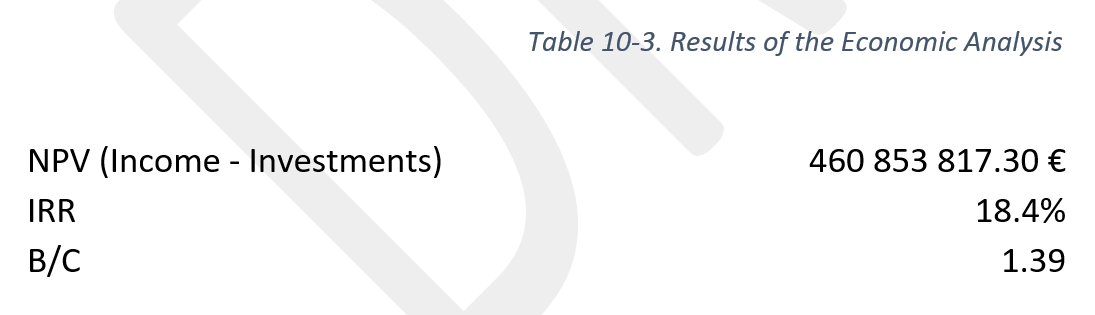 Table 10-3. Results of the Economic Analysis
NPV (Income - Investments) 460 853 817.30 €
IRR 18.4%
B/C 1.39